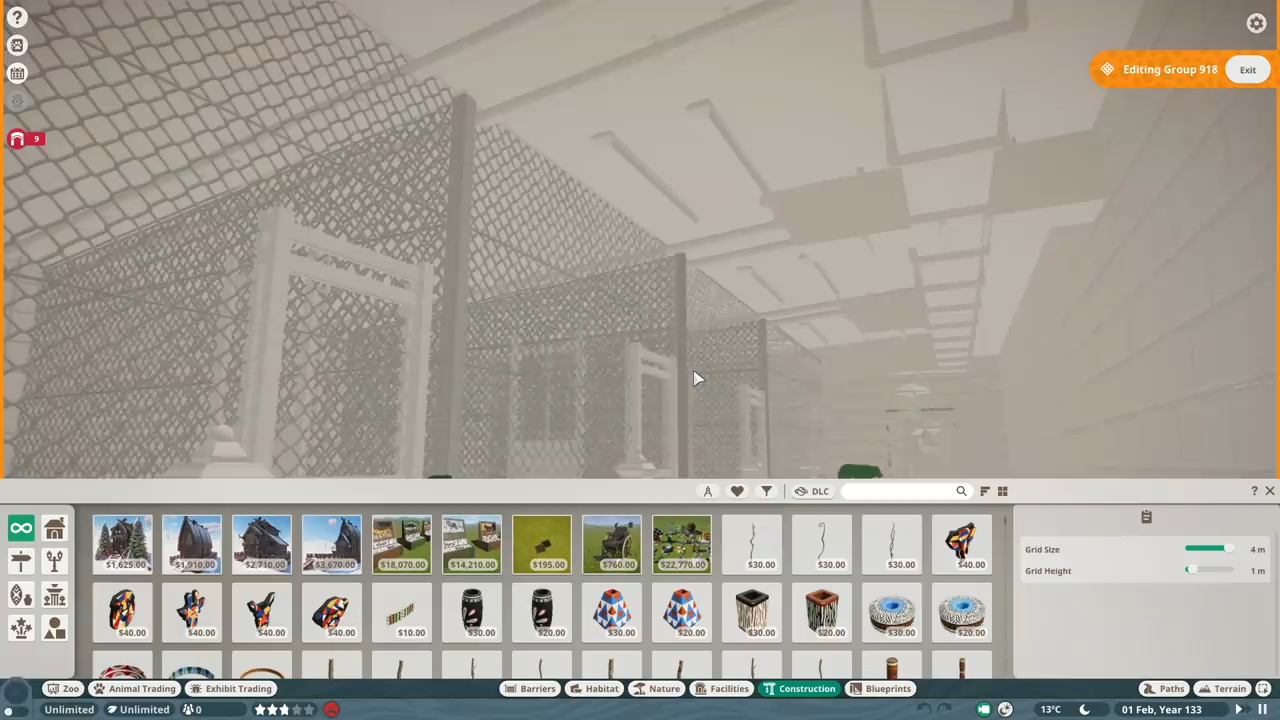 Editing Group 918
Exit
9
DLC
$1,625.00
$1,910.00
$2,710.00
$3,670.00
$18,070.00
$14,210.00
$195.00
$760.00
$22,770.00
$30.00
$30.00
$30.00
$40.00
$40.00
$40.00
$40.00
$40.00
$10.00
$30.00
$20.00
$30.00
$20.00
$30.00
$20.00
$30.00
$20.00
Grid Size
4 m
Grid Height
1 m
Zoo
Animal Trading
Exhibit Trading
Barriers
Habitat
Nature
Facilities
Construction
Blueprints
Paths
Terrain
Unlimited
Unlimited
0
13°C
01 Feb, Year 133